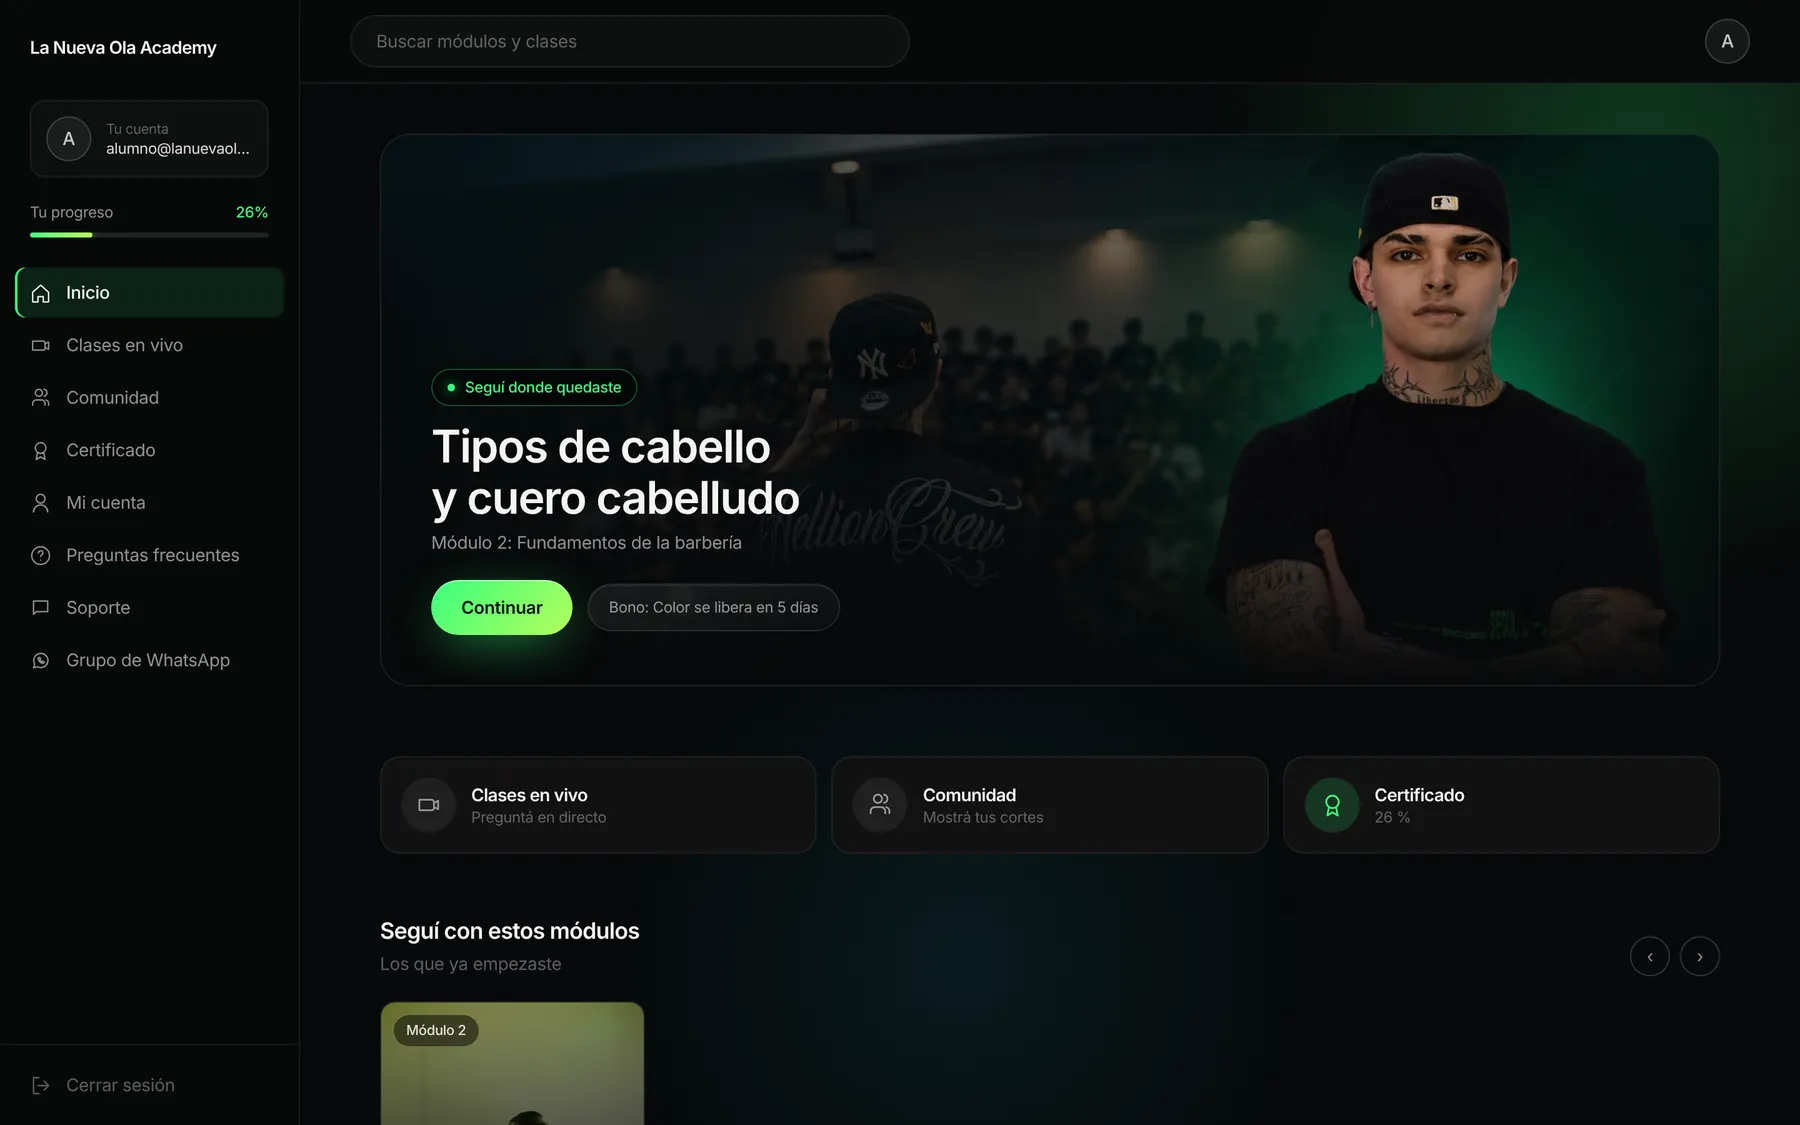 La Nueva Ola Academy
Buscar módulos y clases
A
A
Tu cuenta
alumno@lanuevaol...
Tu progreso
26%
Inicio
Clases en vivo
Comunidad
Certificado
Mi cuenta
Preguntas frecuentes
Soporte
Grupo de WhatsApp
Cerrar sesión
Seguí donde quedaste
Tipos de cabello
y cuero cabelludo
Módulo 2: Fundamentos de la barbería
Continuar
Bono: Color se libera en 5 días
NY
Crew
Libertad
Clases en vivo
Preguntá en directo
Comunidad
Mostrá tus cortes
Certificado
26 %
Seguí con estos módulos
Los que ya empezaste
Módulo 2